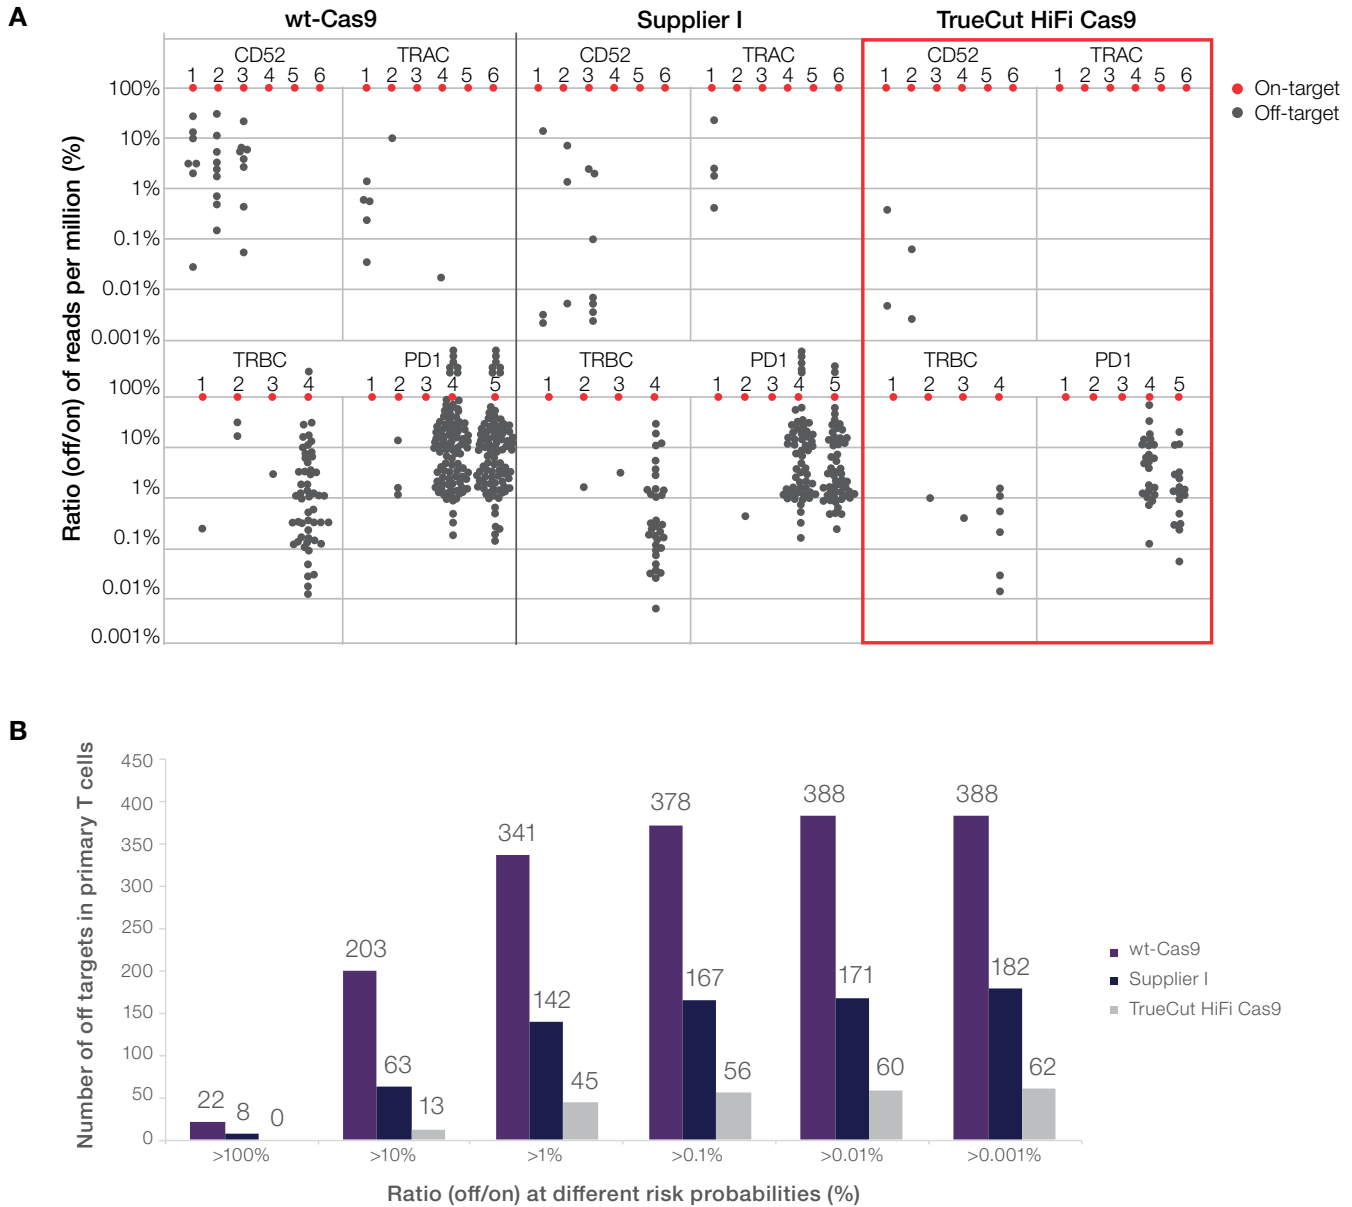 A
wt-Cas9 Supplier I TrueCut HiFi Cas9
CD52 TRAC CD52 TRAC CD52 TRAC
1 2 3 4 5 6 1 2 3 4 5 6 1 2 3 4 5 6 1 2 3 4 5 6 1 2 3 4 5 6 1 2 3 4 5 6
100%
10%
1%
0.1%
0.01%
0.001%
On-target
Off-target
Ratio (off/on) of reads per million (%)
TRBC PD1 TRBC PD1 TRBC PD1
1 2 3 4 1 2 3 4 5 1 2 3 4 1 2 3 4 5 1 2 3 4 1 2 3 4 5
100%
10%
1%
0.1%
0.01%
0.001%
B
Number of off targets in primary T cells
450
400
350
300
250
200
150
100
50
0
22 8 0
203 63 13
341 142 45
378 167 56
388 171 60
388 182 62
>100% >10% >1% >0.1% >0.01% >0.001%
Ratio (off/on) at different risk probabilities (%)
wt-Cas9
Supplier I
TrueCut HiFi Cas9